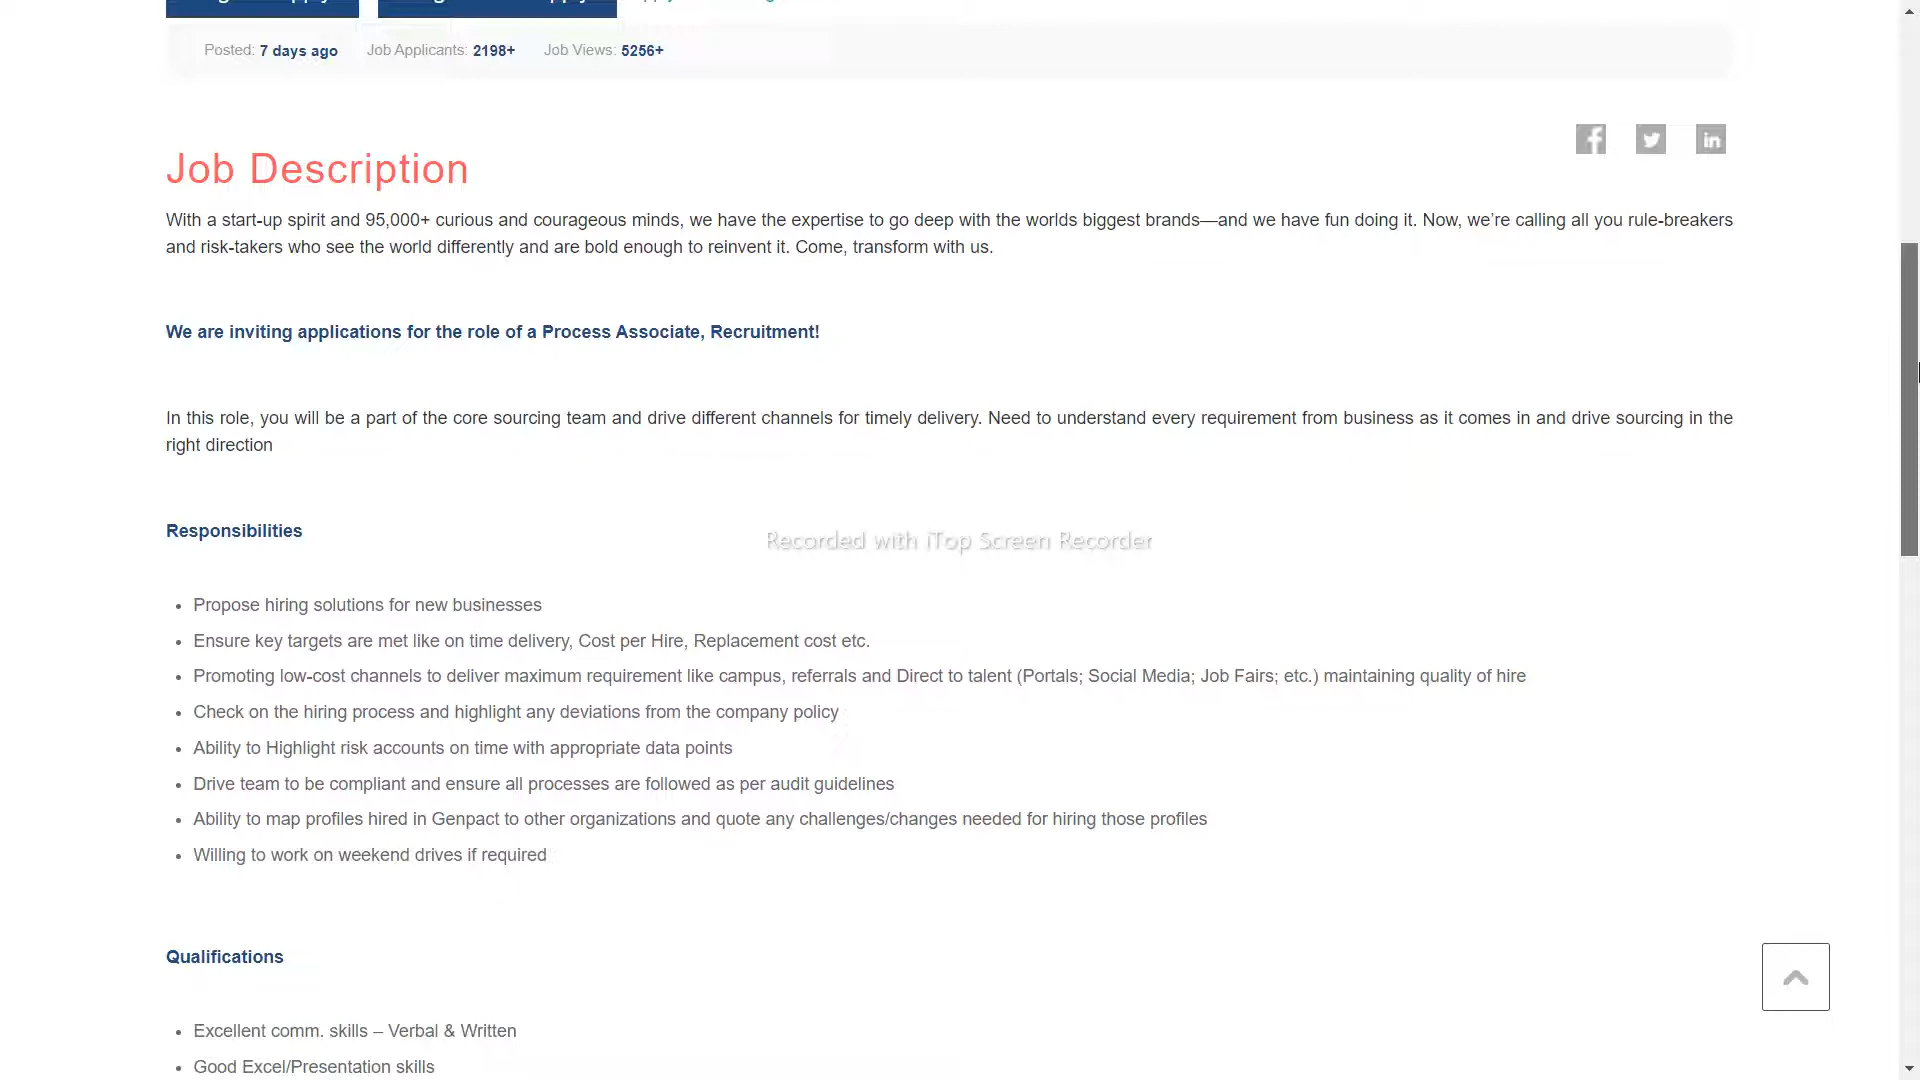 Posted: 7 days ago Job Applicants: 2198+ Job Views: 5256+
Job Description
With a start-up spirit and 95,000+ curious and courageous minds, we have the expertise to go deep with the worlds biggest brands—and we have fun doing it. Now, we're calling all you rule-breakers
and risk-takers who see the world differently and are bold enough to reinvent it. Come, transform with us.
We are inviting applications for the role of a Process Associate, Recruitment!
In this role, you will be a part of the core sourcing team and drive different channels for timely delivery. Need to understand every requirement from business as it comes in and drive sourcing in the
right direction
Responsibilities
Recorded with iTop Screen Recorder
• Propose hiring solutions for new businesses
• Ensure key targets are met like on time delivery, Cost per Hire, Replacement cost etc.
• Promoting low-cost channels to deliver maximum requirement like campus, referrals and Direct to talent (Portals; Social Media; Job Fairs; etc.) maintaining quality of hire
• Check on the hiring process and highlight any deviations from the company policy
• Ability to Highlight risk accounts on time with appropriate data points
• Drive team to be compliant and ensure all processes are followed as per audit guidelines
• Ability to map profiles hired in Genpact to other organizations and quote any challenges/changes needed for hiring those profiles
• Willing to work on weekend drives if required
Qualifications
• Excellent comm. skills – Verbal & Written
• Good Excel/Presentation skills